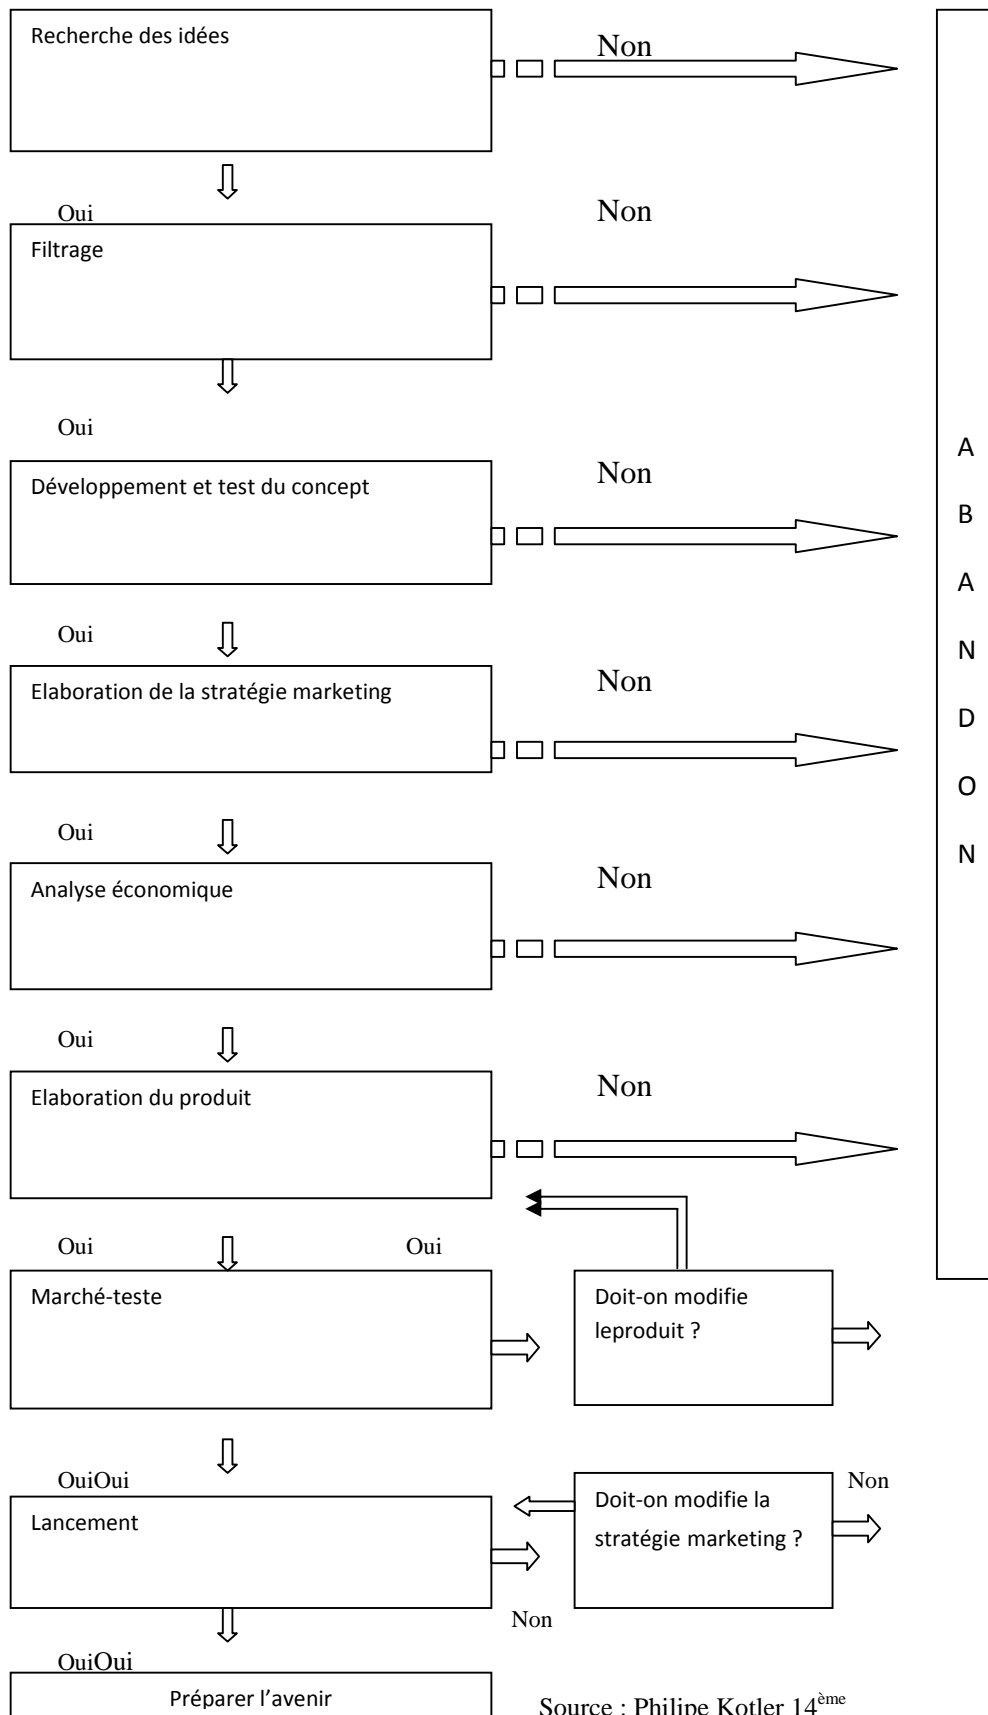 Recherche des idées
Non
Oui
Non
Filtrage
Oui
Non
Développement et test du concept
Oui
Non
Elaboration de la stratégie marketing
Oui
Non
Analyse économique
Oui
Non
Elaboration du produit
A
B
A
N
D
O
N
Oui
Oui
Marché-teste
Doit-on modifie
leproduit ?
OuiOui
Non
Lancement
Doit-on modifie la
stratégie marketing ?
Non
OuiOui
Préparer l’avenir
Source : Philipe Kotler 14ème